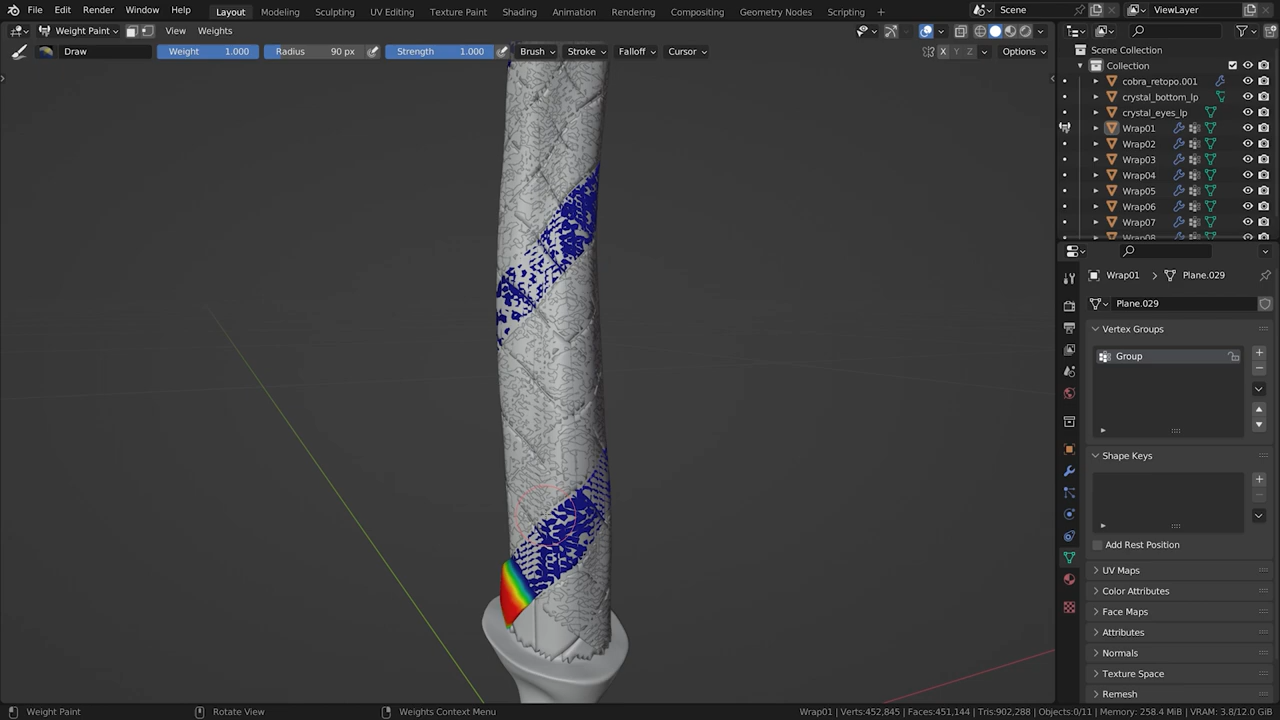 File Edit Render Window Help Layout Modeling Sculpting UV Editing Texture Paint Shading Animation Rendering Compositing Geometry Nodes Scripting + Scene ViewLayer
Weight Paint View Weights
Draw Weight 1.000 Radius 90 px Strength 1.000 Brush Stroke Falloff Cursor X Y Z Options
Scene Collection
Collection
cobra_retopo.001
crystal_bottom_lp
crystal_eyes_lp
Wrap01
Wrap02
Wrap03
Wrap04
Wrap05
Wrap06
Wrap07
Wrap08
Wrap01 > Plane.029
Plane.029
Vertex Groups
Group
Shape Keys
Add Rest Position
UV Maps
Color Attributes
Face Maps
Attributes
Normals
Texture Space
Remesh
Weight Paint Rotate View Weights Context Menu Wrap01 | Verts:452,845 | Faces:451,144 | Tris:902,288 | Objects:0/11 | Memory: 258.4 MiB | VRAM: 3.8/12.0 GiB